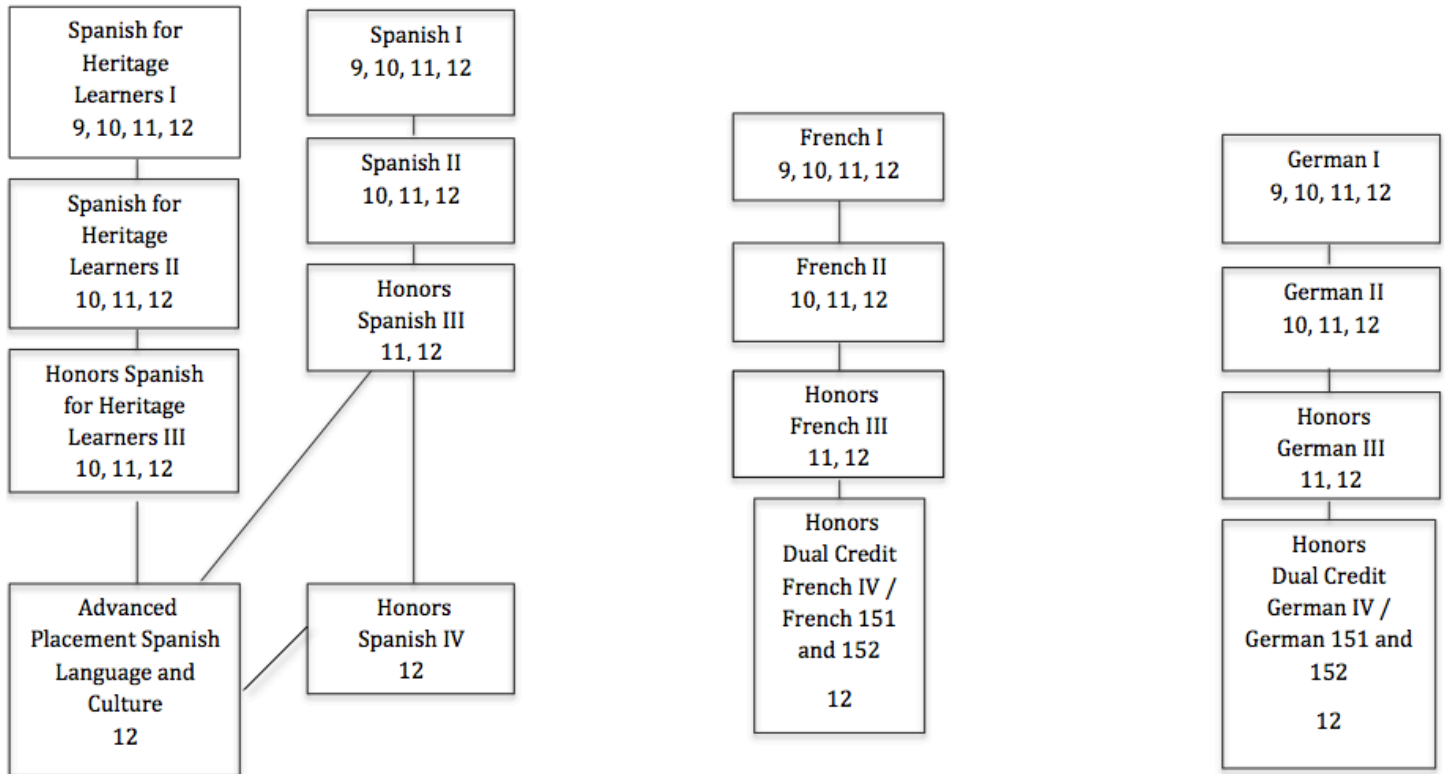 Spanish for
Heritage
Learners I
9, 10, 11, 12
Spanish for
Heritage
Learners II
10, 11, 12
Honors Spanish
for Heritage
Learners III
10, 11, 12
Advanced
Placement Spanish
Language and
Culture
12
Spanish I
9, 10, 11, 12
Spanish II
10, 11, 12
Honors
Spanish III
11, 12
Honors
Spanish IV
12
French I
9, 10, 11, 12
French II
10, 11, 12
Honors
French III
11, 12
Honors
Dual Credit
French IV /
French 151
and 152
12
German I
9, 10, 11, 12
German II
10, 11, 12
Honors
German III
11, 12
Honors
Dual Credit
German IV /
German 151 and
152
12